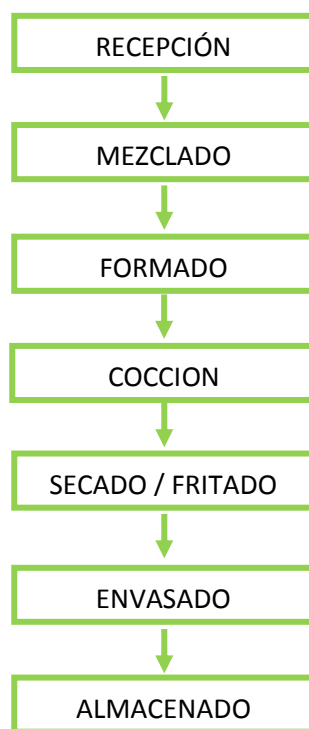 RECEPCIÓN
MEZCLADO
FORMADO
COCCION
SECADO / FRITADO
ENVASADO
ALMACENADO